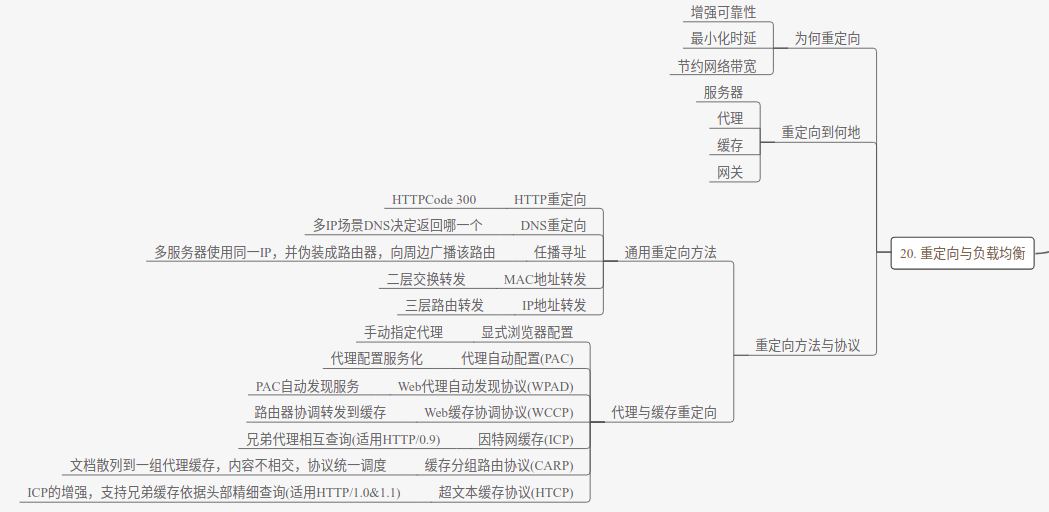 增强可靠性
最小化时延
为何重定向
节约网络带宽
服务器
代理
重定向到何地
缓存
网关
HTTPCode 300
HTTP重定向
多IP场景DNS决定返回哪一个
DNS重定向
多服务器使用同一IP，并伪装成路由器，向周边广播该路由
任播寻址
通用重定向方法
20. 重定向与负载均衡
二层交换转发
MAC地址转发
三层路由转发
IP地址转发
手动指定代理
显式浏览器配置
重定向方法与协议
代理配置服务化
代理自动配置(PAC)
PAC自动发现服务
Web代理自动发现协议(WPAD)
路由器协调转发到缓存
Web缓存协调协议(WCCP)
代理与缓存重定向
兄弟代理相互查询(适用HTTP/0.9)
因特网缓存(ICP)
文档散列到一组代理缓存，内容不相交，协议统一调度
缓存分组路由协议(CARP)
ICP的增强，支持兄弟缓存依据头部精细查询(适用HTTP/1.0&1.1)
超文本缓存协议(HTCP)